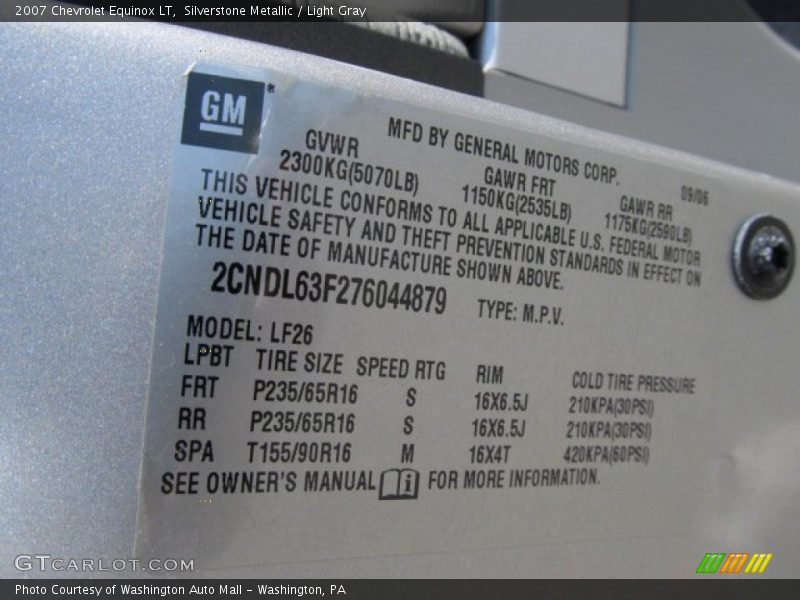 2007 Chevrolet Equinox LT, Silverstone Metallic / Light Gray
GM
MFD BY GENERAL MOTORS CORP.
09/06
GVWR
GAWR FRT
GAWR RR
2300KG(5070LB)
1150KG(2535LB)
1175KG(2590LB)
THIS VEHICLE CONFORMS TO ALL APPLICABLE U.S. FEDERAL MOTOR
VEHICLE SAFETY AND THEFT PREVENTION STANDARDS IN EFFECT ON
THE DATE OF MANUFACTURE SHOWN ABOVE.
2CNDL63F276044879 TYPE: M.P.V.
MODEL: LF26
LPBT TIRE SIZE SPEED RTG RIM COLD TIRE PRESSURE
FRT P235/65R16 S 16X6.5J 210KPA(30PSI)
RR P235/65R16 S 16X6.5J 210KPA(30PSI)
SPA T155/90R16 M 16X4T 420KPA(60PSI)
SEE OWNER'S MANUAL i FOR MORE INFORMATION.
GTCARLOT.COM
Photo Courtesy of Washington Auto Mall - Washington, PA